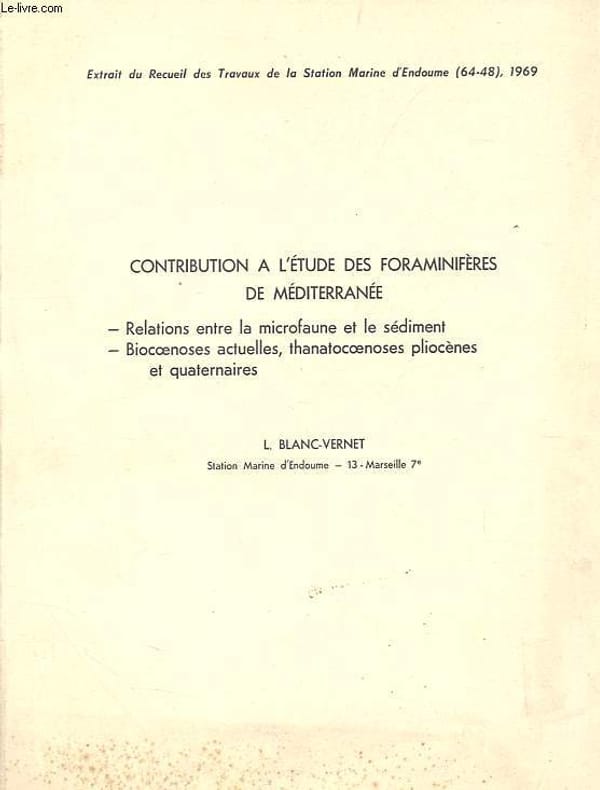 Le-livre.com
Extrait du Recueil des Travaux de la Station Marine d'Endoume (64-48), 1969
CONTRIBUTION A L'ÉTUDE DES FORAMINIFÈRES
DE MÉDITERRANÉE
– Relations entre la microfaune et le sédiment
– Biocœnoses actuelles, thanatocœnoses pliocènes
et quaternaires
L. BLANC-VERNET
Station Marine d'Endoume – 13 - Marseille 7e